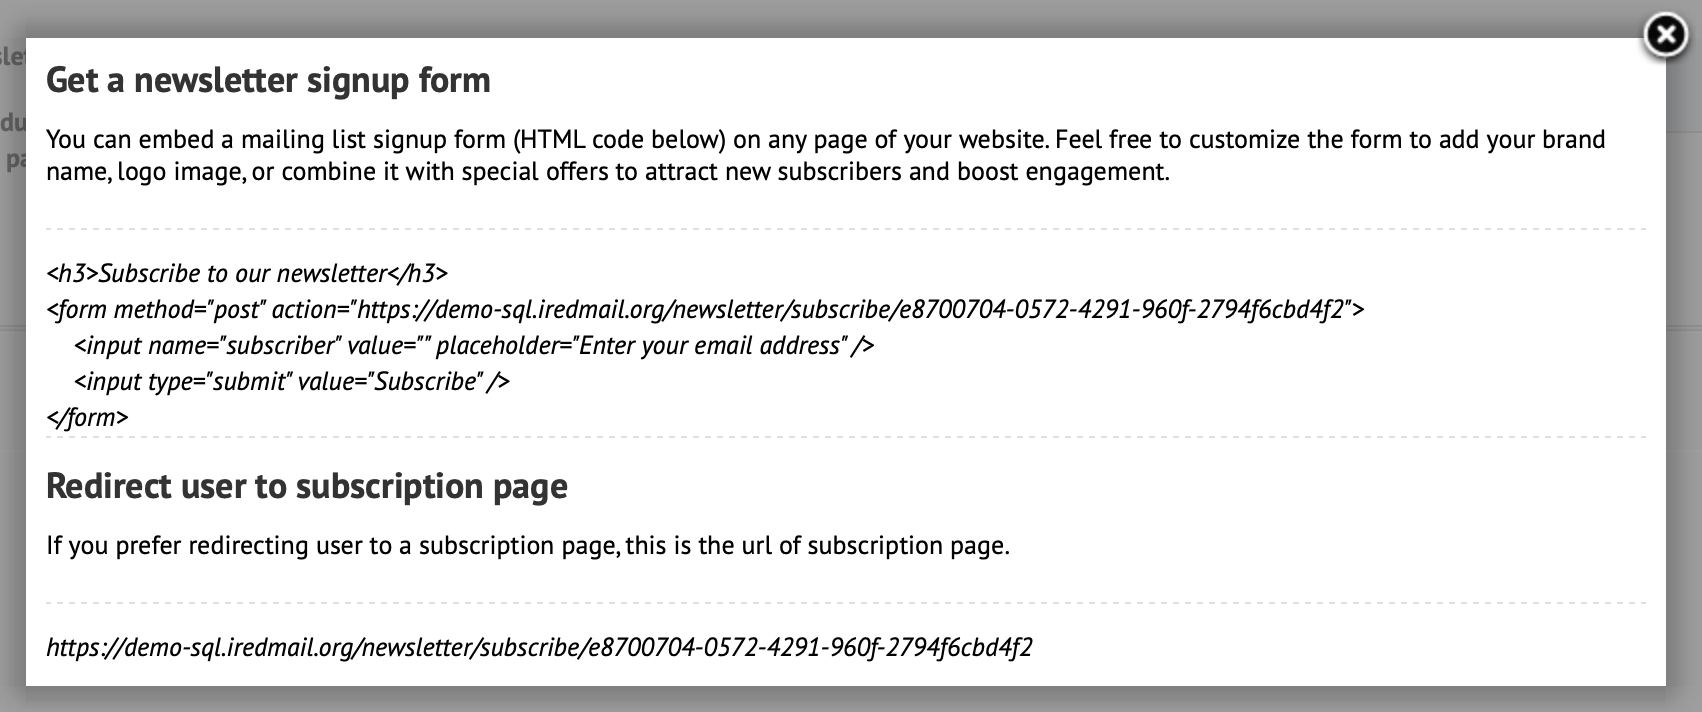 Get a newsletter signup form
You can embed a mailing list signup form (HTML code below) on any page of your website. Feel free to customize the form to add your brand
name, logo image, or combine it with special offers to attract new subscribers and boost engagement.
<h3>Subscribe to our newsletter</h3>
<form method="post" action="https://demo-sql.iredmail.org/newsletter/subscribe/e8700704-0572-4291-960f-2794f6cbd4f2">
    <input name="subscriber" value="" placeholder="Enter your email address" />
    <input type="submit" value="Subscribe" />
</form>
Redirect user to subscription page
If you prefer redirecting user to a subscription page, this is the url of subscription page.
https://demo-sql.iredmail.org/newsletter/subscribe/e8700704-0572-4291-960f-2794f6cbd4f2